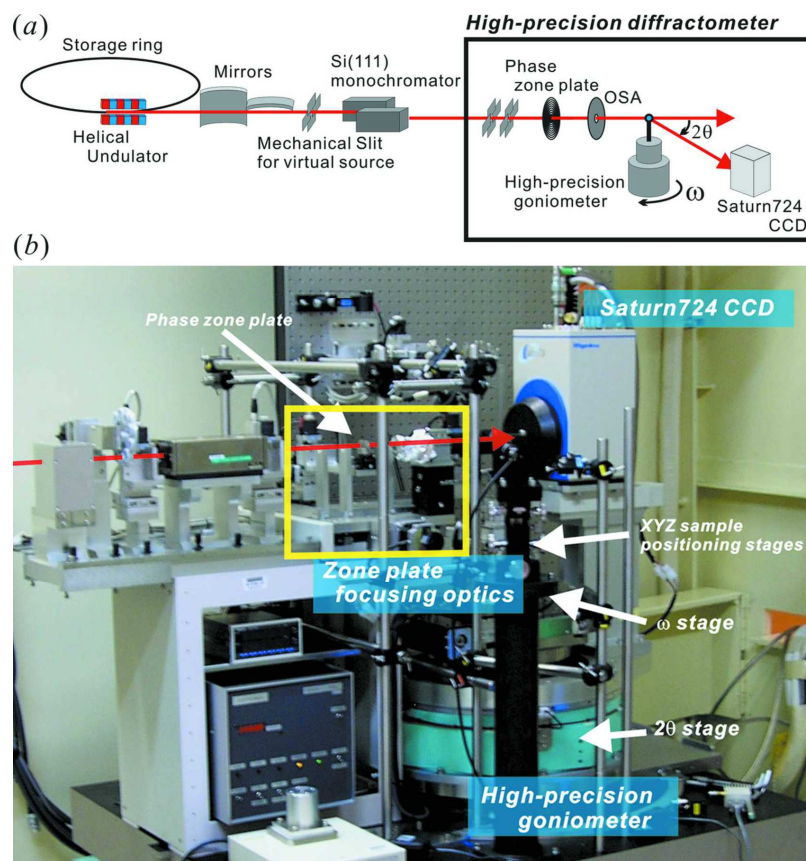 (a)
High-precision diffractometer
Storage ring
Mirrors
Si(111)
monochromator
Phase
zone plate
OSA
2θ
Helical
Undulator
Mechanical Slit
for virtual source
High-precision
goniometer
ω
Saturn724
CCD
(b)
Phase zone plate
Saturn724 CCD
XYZ sample
positioning stages
Zone plate
focusing optics
ω stage
2θ stage
High-precision
goniometer